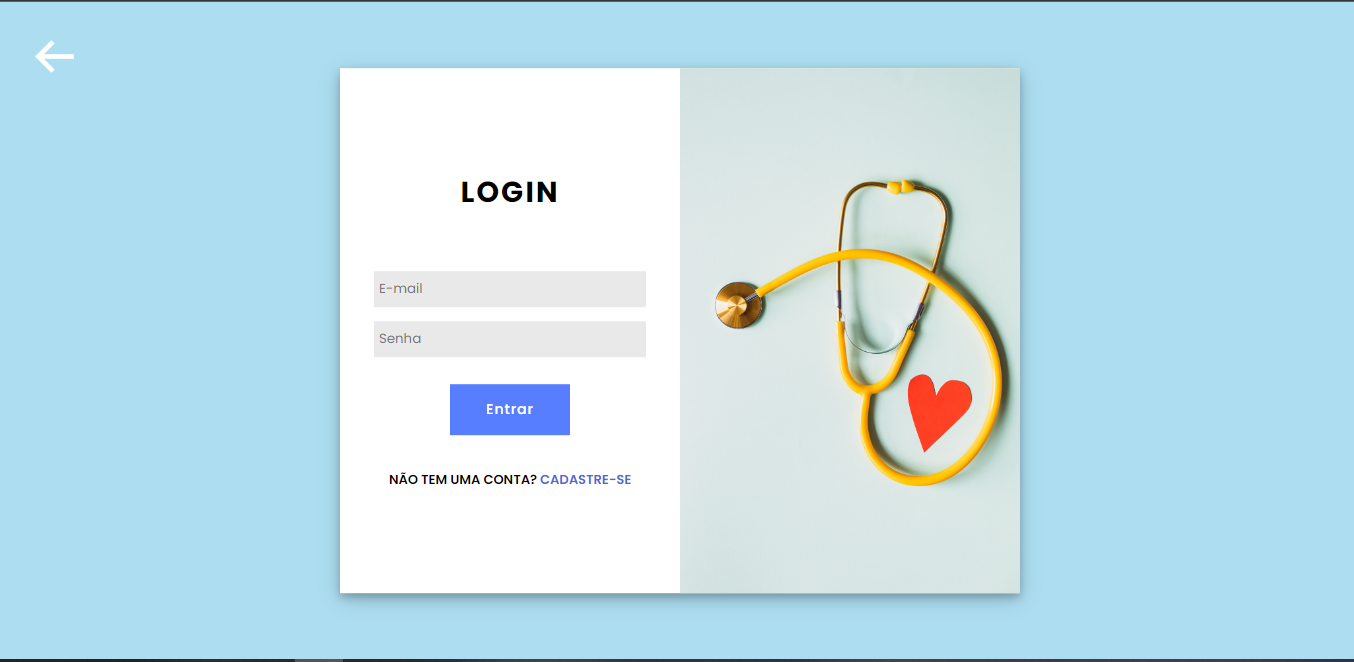 LOGIN
E-mail
Senha
Entrar
NÃO TEM UMA CONTA? CADASTRE-SE